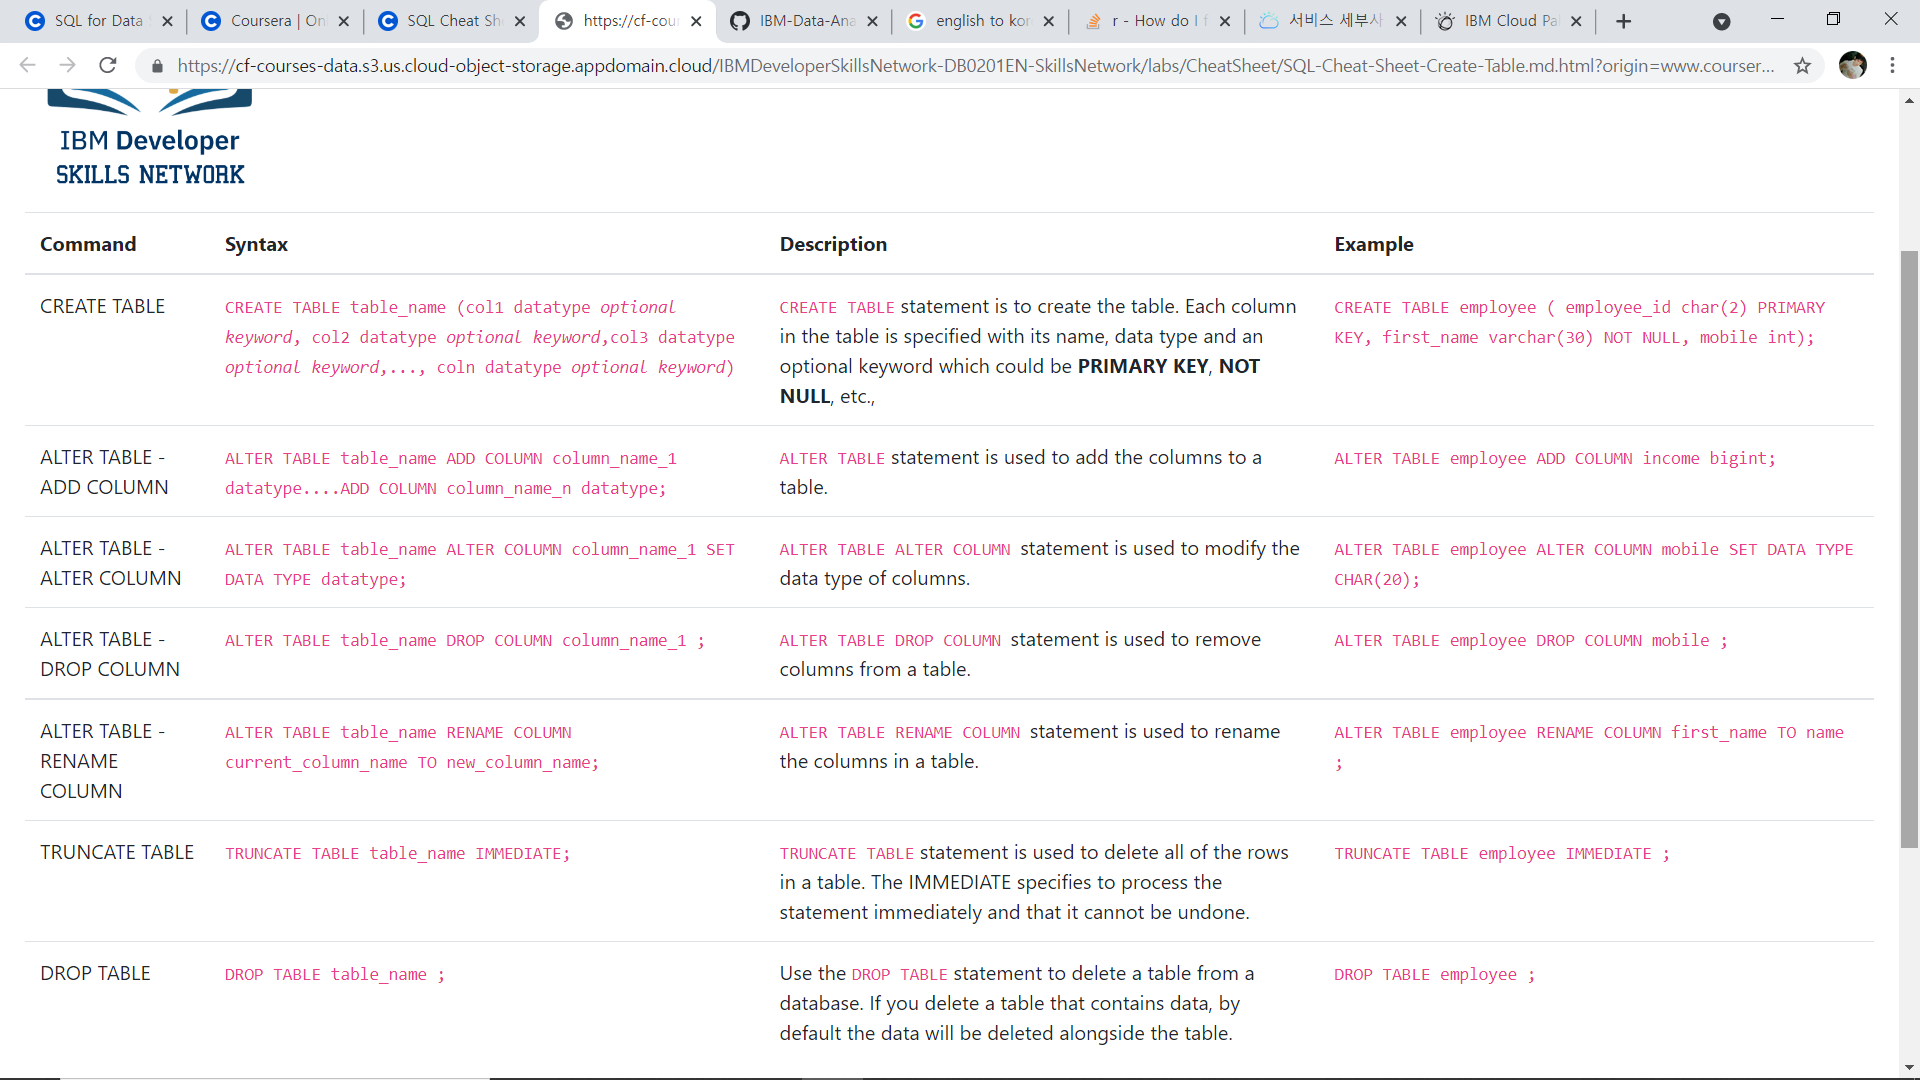 SQL for Data
Coursera | On
SQL Cheat Sh
https://cf-cou
IBM-Data-Ana
english to kor
r - How do I f
서비스 세부사
IBM Cloud Pa
https://cf-courses-data.s3.us.cloud-object-storage.appdomain.cloud/IBMDeveloperSkillsNetwork-DB0201EN-SkillsNetwork/labs/CheatSheet/SQL-Cheat-Sheet-Create-Table.md.html?origin=www.courser...
IBM Developer
SKILLS NETWORK
Command Syntax Description Example
CREATE TABLE
CREATE TABLE table_name (col1 datatype optional
keyword, col2 datatype optional keyword,col3 datatype
optional keyword,..., coln datatype optional keyword)
CREATE TABLE statement is to create the table. Each column
in the table is specified with its name, data type and an
optional keyword which could be PRIMARY KEY, NOT
NULL, etc.,
CREATE TABLE employee ( employee_id char(2) PRIMARY
KEY, first_name varchar(30) NOT NULL, mobile int);
ALTER TABLE -
ADD COLUMN
ALTER TABLE table_name ADD COLUMN column_name_1
datatype....ADD COLUMN column_name_n datatype;
ALTER TABLE statement is used to add the columns to a
table.
ALTER TABLE employee ADD COLUMN income bigint;
ALTER TABLE -
ALTER COLUMN
ALTER TABLE table_name ALTER COLUMN column_name_1 SET
DATA TYPE datatype;
ALTER TABLE ALTER COLUMN statement is used to modify the
data type of columns.
ALTER TABLE employee ALTER COLUMN mobile SET DATA TYPE
CHAR(20);
ALTER TABLE -
DROP COLUMN
ALTER TABLE table_name DROP COLUMN column_name_1 ;
ALTER TABLE DROP COLUMN statement is used to remove
columns from a table.
ALTER TABLE employee DROP COLUMN mobile ;
ALTER TABLE -
RENAME
COLUMN
ALTER TABLE table_name RENAME COLUMN
current_column_name TO new_column_name;
ALTER TABLE RENAME COLUMN statement is used to rename
the columns in a table.
ALTER TABLE employee RENAME COLUMN first_name TO name
;
TRUNCATE TABLE
TRUNCATE TABLE table_name IMMEDIATE;
TRUNCATE TABLE statement is used to delete all of the rows
in a table. The IMMEDIATE specifies to process the
statement immediately and that it cannot be undone.
TRUNCATE TABLE employee IMMEDIATE ;
DROP TABLE
DROP TABLE table_name ;
Use the DROP TABLE statement to delete a table from a
database. If you delete a table that contains data, by
default the data will be deleted alongside the table.
DROP TABLE employee ;